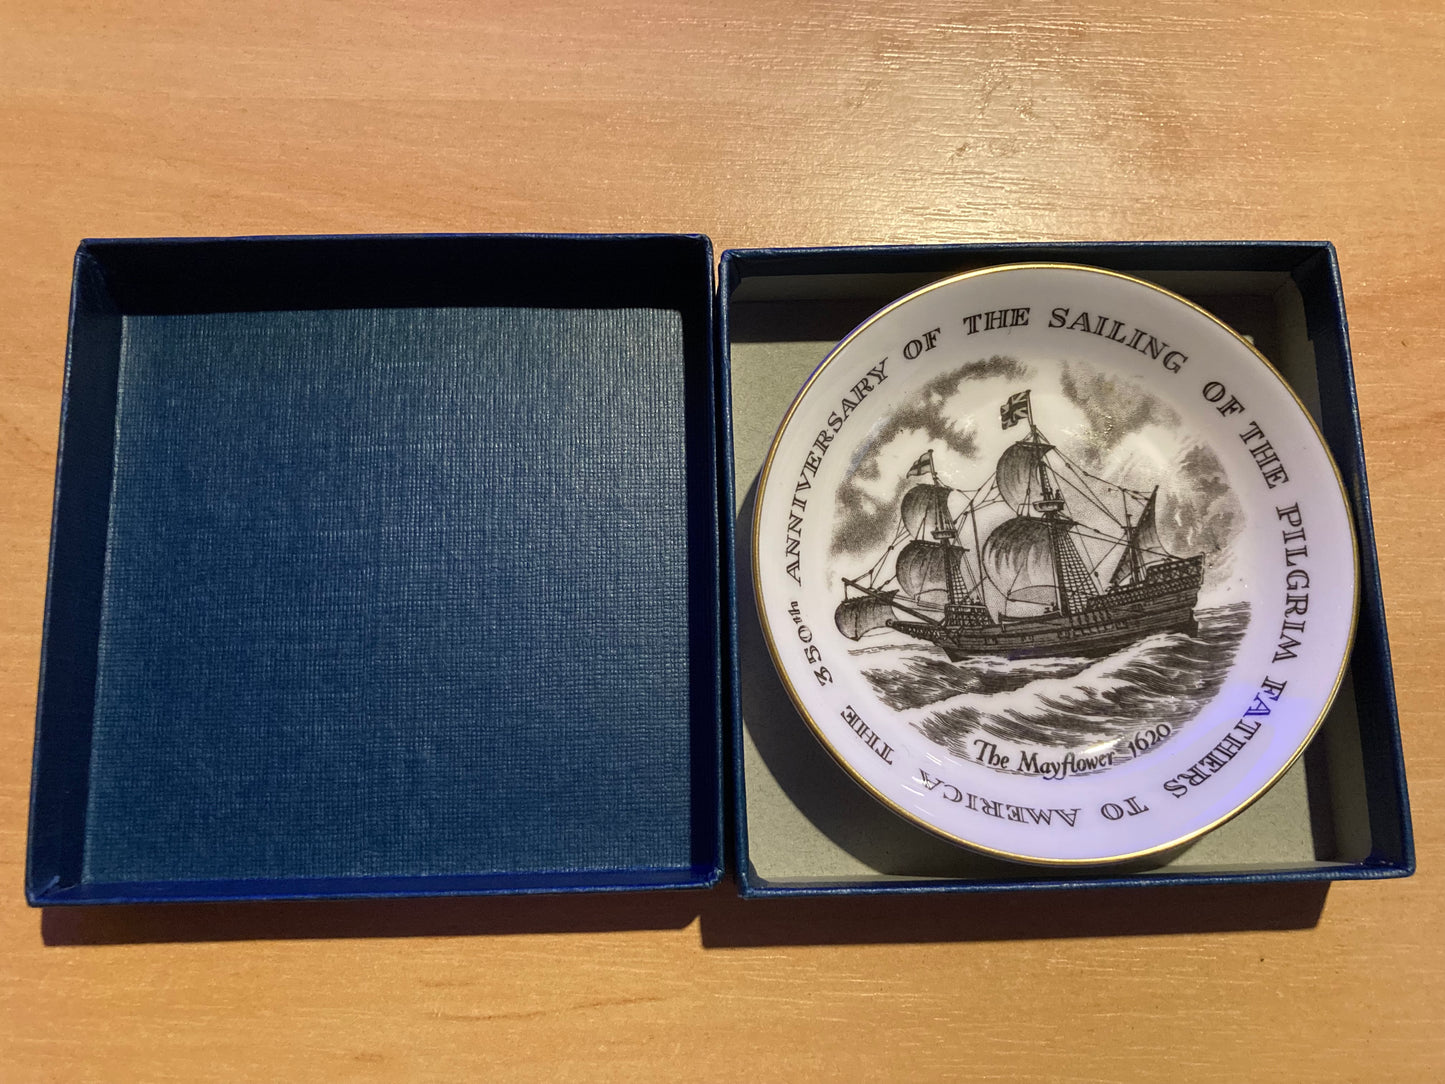 THE 350th ANNIVERSARY OF THE SAILING OF THE PILGRIM FATHERS TO AMERICA
The Mayflower 1620